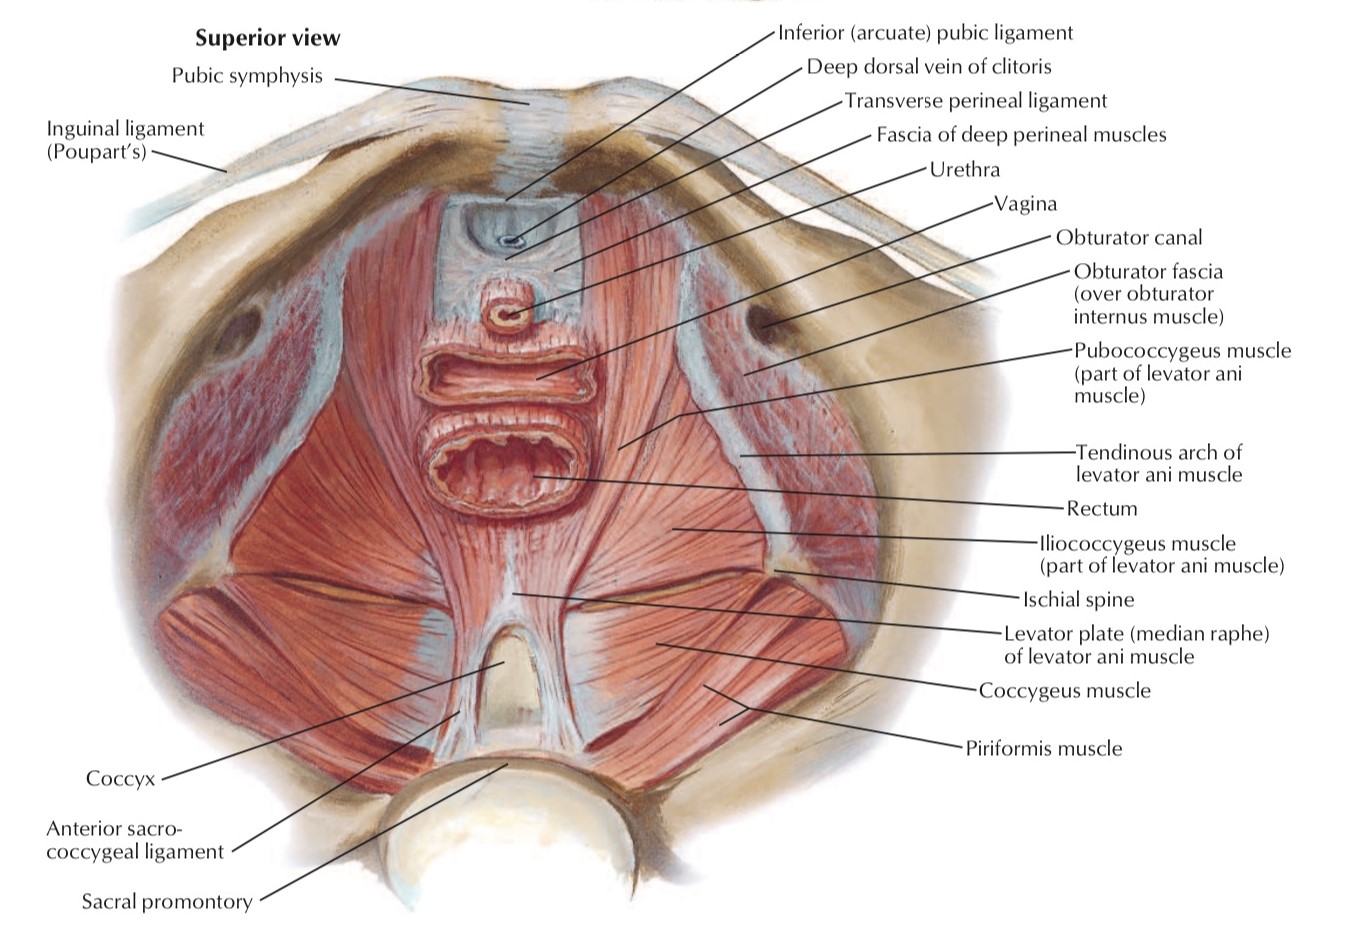 Superior view
Pubic symphysis
Inguinal ligament
(Poupart's)
Inferior (arcuate) pubic ligament
Deep dorsal vein of clitoris
Transverse perineal ligament
Fascia of deep perineal muscles
Urethra
Vagina
Obturator canal
Obturator fascia
(over obturator
internus muscle)
Pubococcygeus muscle
(part of levator ani
muscle)
Tendinous arch of
levator ani muscle
Rectum
Iliococcygeus muscle
(part of levator ani muscle)
Ischial spine
Levator plate (median raphe)
of levator ani muscle
Coccygeus muscle
Piriformis muscle
Coccyx
Anterior sacro-
coccygeal ligament
Sacral promontory